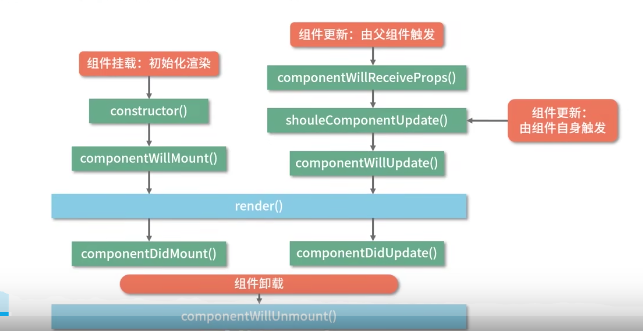 组件更新：由父组件触发
组件挂载：初始化渲染
componentWillReceiveProps()
constructor()
shouleComponentUpdate()
组件更新：
由组件自身触发
componentWillMount()
componentWillUpdate()
render()
componentDidMount()
componentDidUpdate()
组件卸载
componentWillUnmount()